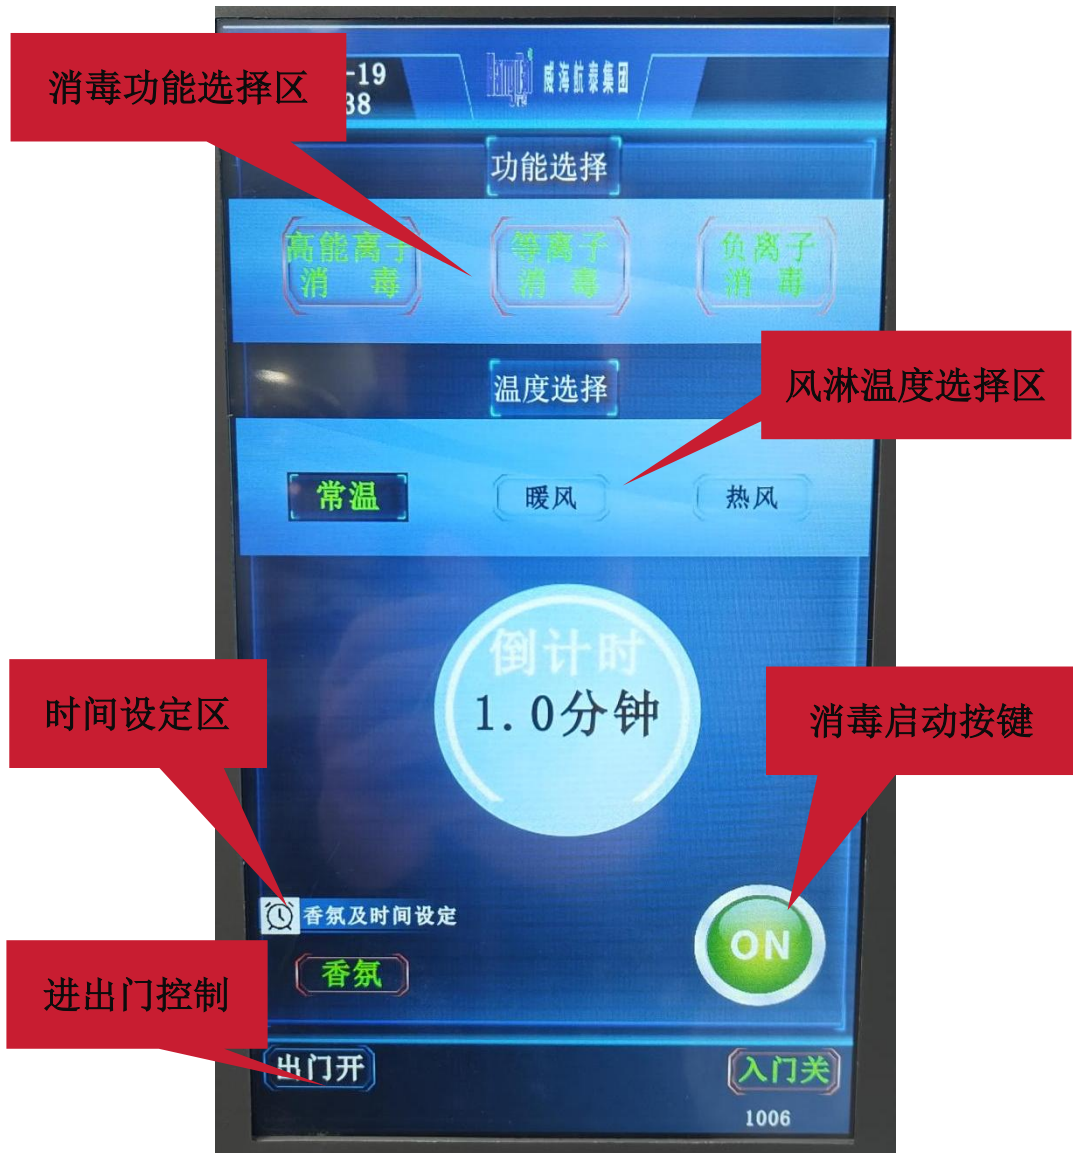 消毒功能选择区
-19
38
HangTai
威海航泰集团
功能选择
高能离子
消 毒
等离子
消 毒
负离子
消 毒
温度选择
风淋温度选择区
常温
暖风
热风
倒计时
1.0分钟
时间设定区
消毒启动按键
香氛及时间设定
ON
香氛
进出门控制
出门开
入门关
1006